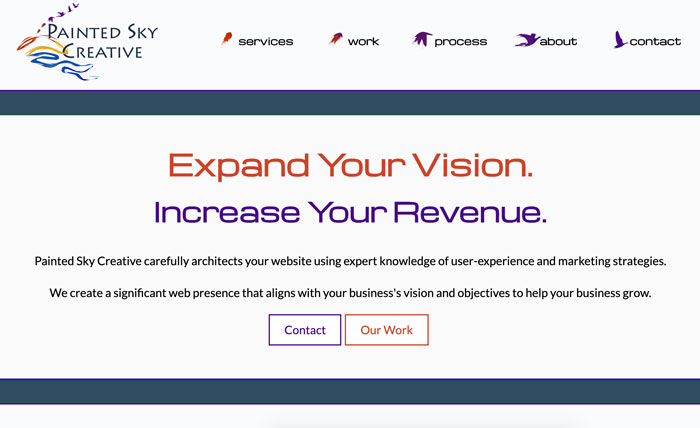 Painted Sky
Creative
services
work
process
about
contact
Expand Your Vision.
Increase Your Revenue.
Painted Sky Creative carefully architects your website using expert knowledge of user-experience and marketing strategies.
We create a significant web presence that aligns with your business's vision and objectives to help your business grow.
Contact
Our Work